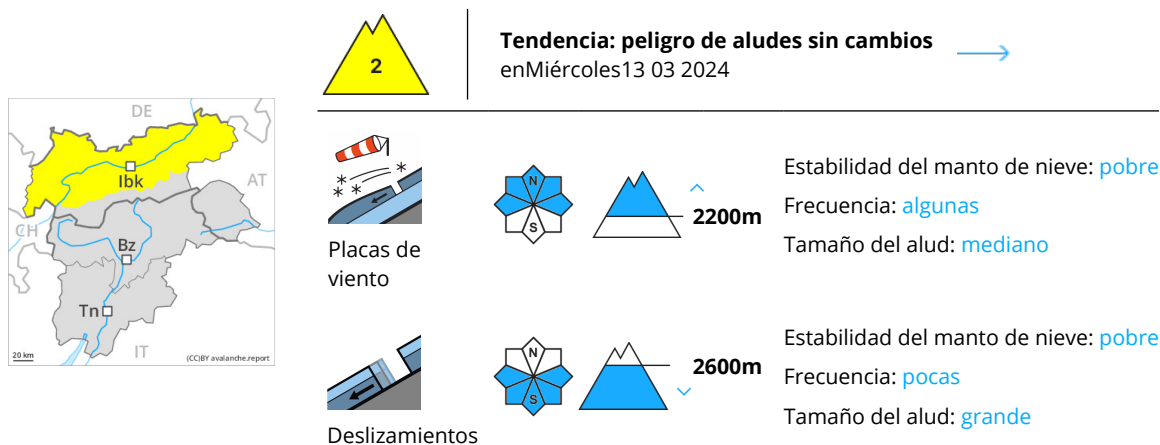 2
Tendencia: peligro de aludes sin cambios
enMiércoles13 03 2024
DE
AT
Ibk
CH
Bz
Tn
IT
20 km
(CC)BY avalanche.report
Placas de
viento
N
S
2200m
Estabilidad del manto de nieve: pobre
Frecuencia: algunas
Tamaño del alud: mediano
Deslizamientos
N
S
2600m
Estabilidad del manto de nieve: pobre
Frecuencia: pocas
Tamaño del alud: grande